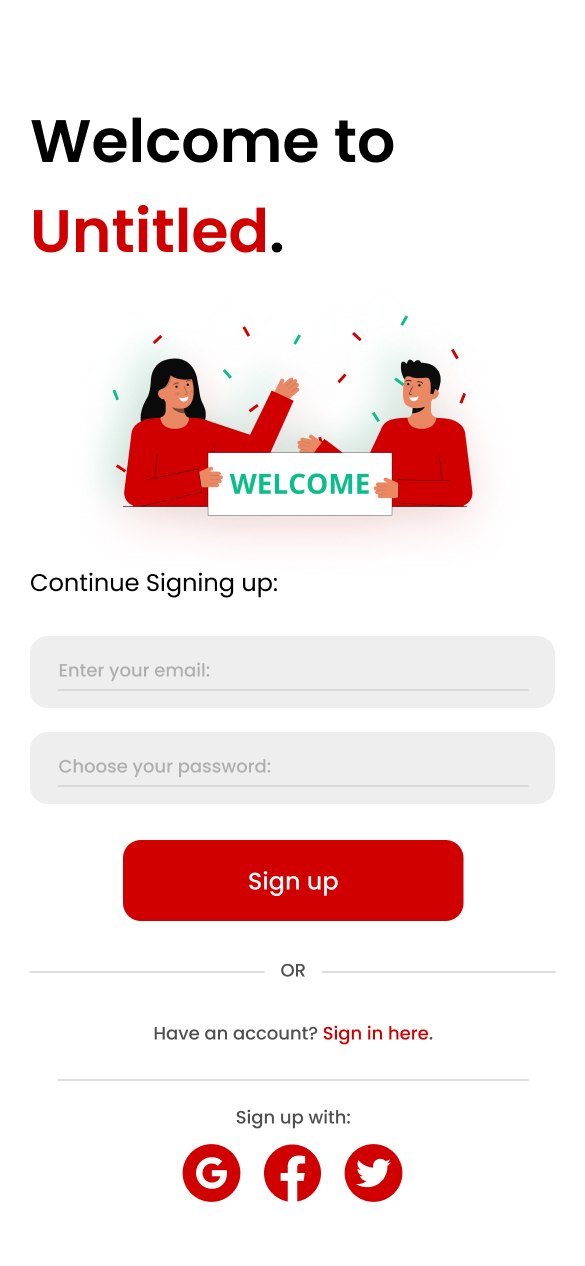 Welcome to
Untitled.
WELCOME
Continue Signing up:
Enter your email:
Choose your password:
Sign up
OR
Have an account? Sign in here.
Sign up with: